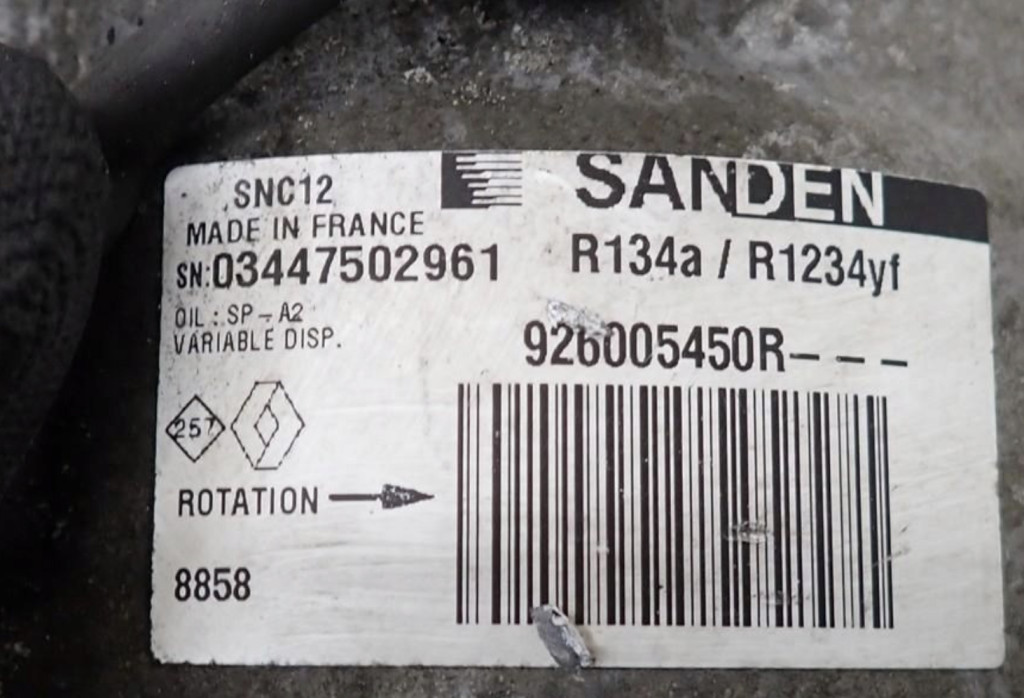 SNC12
SANDEN
MADE IN FRANCE
SN:03447502961
R134a / R1234yf
OIL : SP - A2
VARIABLE DISP.
926005450R- - -
257
ROTATION
8858